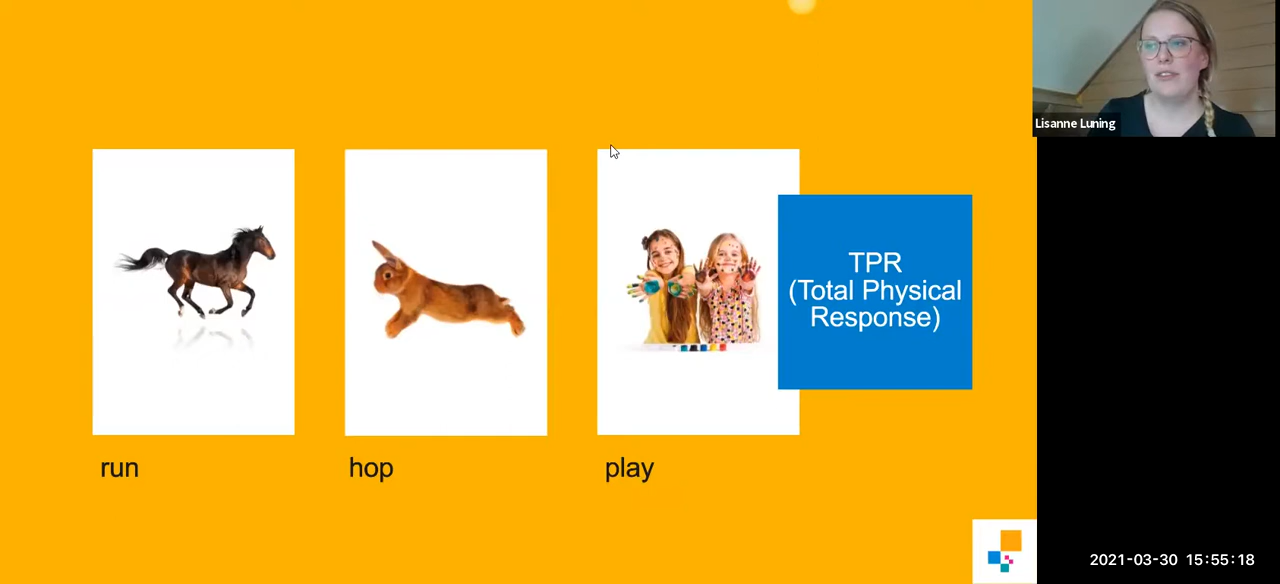 Lisanne Luning
TPR
(Total Physical
Response)
run
hop
play
2021-03-30 15:55:18